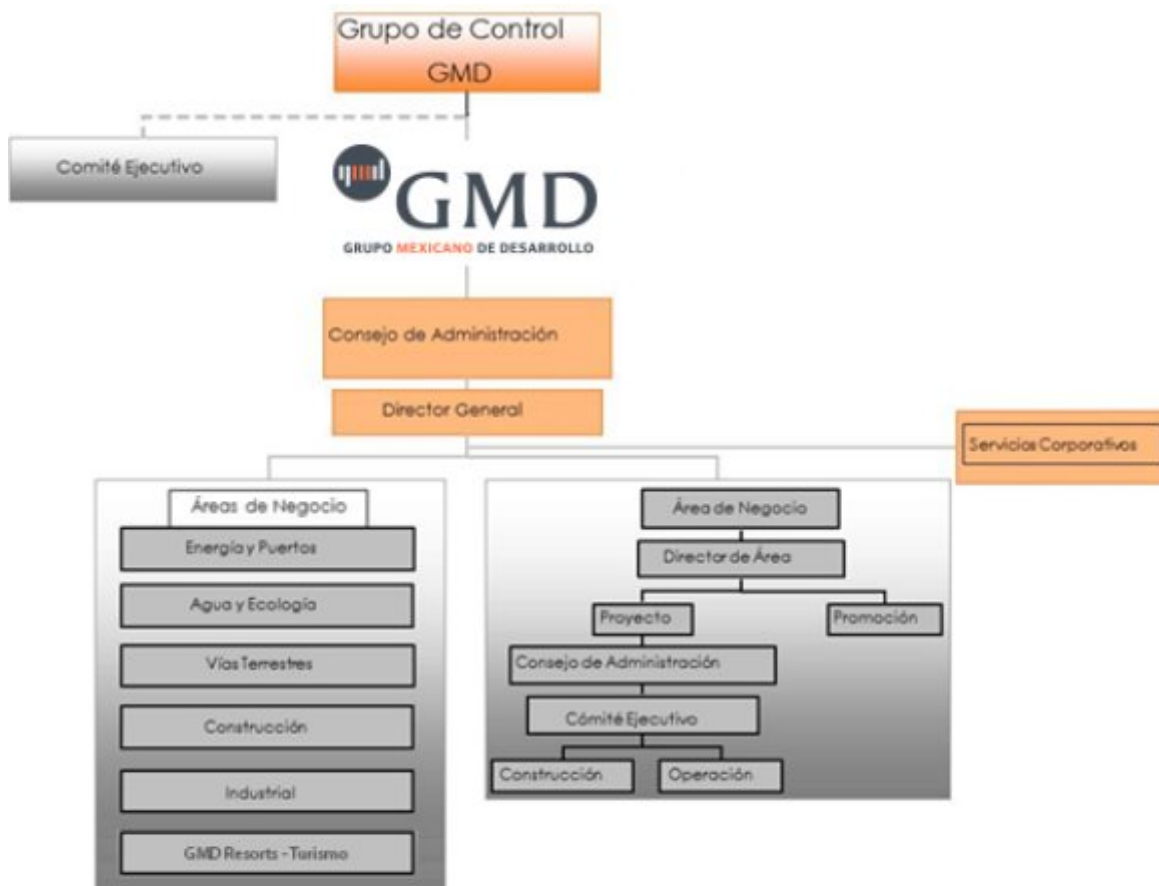 Grupo de Control
GMD
Comité Ejecutivo
gmd
GMD
GRUPO MEXICANO DE DESARROLLO
Consejo de Administración
Director General
Servicios Corporativos
Áreas de Negocio
Energía y Puertos
Agua y Ecología
Vías Terrestres
Construcción
Industrial
GMD Resorts - Turismo
Área de Negocio
Director de Área
Proyecto
Promoción
Consejo de Administración
Cómité Ejecutivo
Construcción
Operación